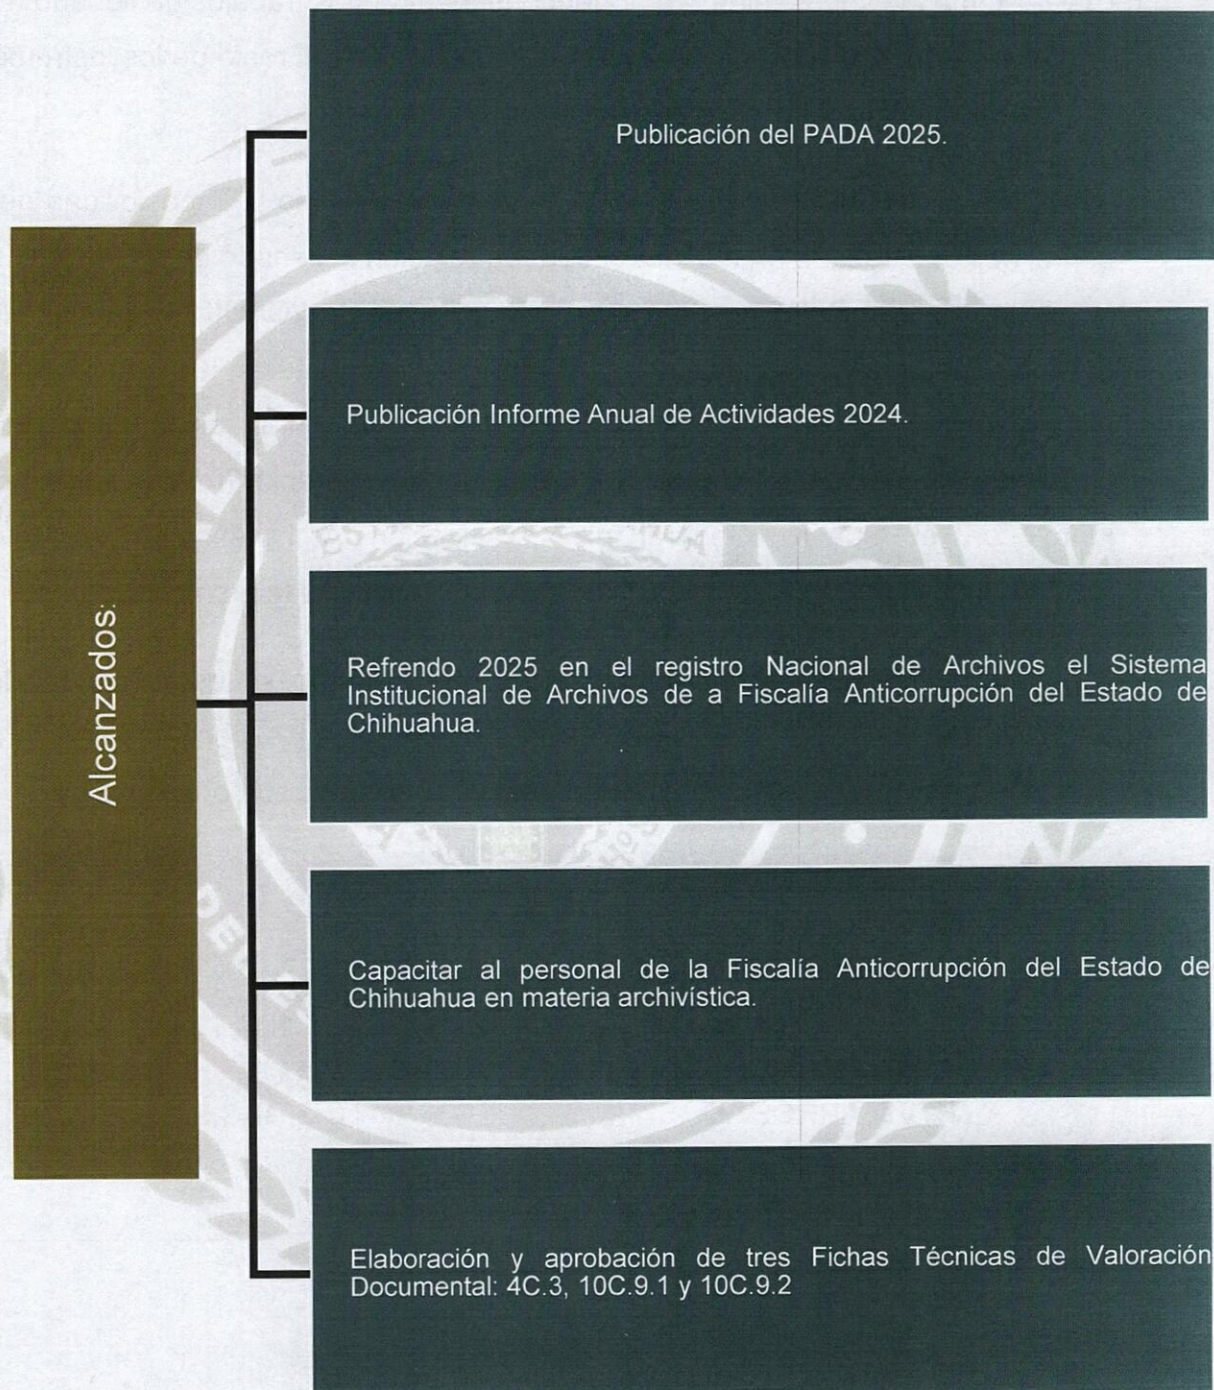 Publicación del PADA 2025.
Publicación Informe Anual de Actividades 2024.
Alcanzados:
Refrendo 2025 en el registro Nacional de Archivos el Sistema
Institucional de Archivos de a Fiscalía Anticorrupción del Estado de
Chihuahua.
Capacitar al personal de la Fiscalía Anticorrupción del Estado de
Chihuahua en materia archivística.
Elaboración y aprobación de tres Fichas Técnicas de Valoración
Documental: 4C.3, 10C.9.1 y 10C.9.2